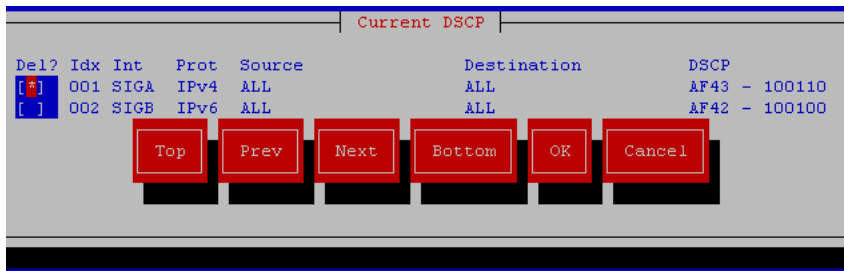 Current DSCP
Del? Idx Int Prot Source Destination DSCP
[*] 001 SIGA IPv4 ALL ALL AF43 - 100110
[ ] 002 SIGB IPv6 ALL ALL AF42 - 100100
Top Prev Next Bottom OK Cancel